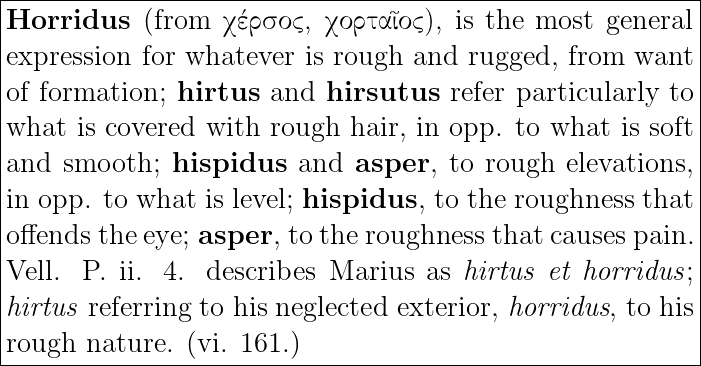 Horridus (from χέρσος, χορταῖος), is the most general
expression for whatever is rough and rugged, from want
of formation; hirtus and hirsutus refer particularly to
what is covered with rough hair, in opp. to what is soft
and smooth; hispidus and asper, to rough elevations,
in opp. to what is level; hispidus, to the roughness that
offends the eye; asper, to the roughness that causes pain.
Vell. P. ii. 4. describes Marius as hirtus et horridus;
hirtus referring to his neglected exterior, horridus, to his
rough nature. (vi. 161.)